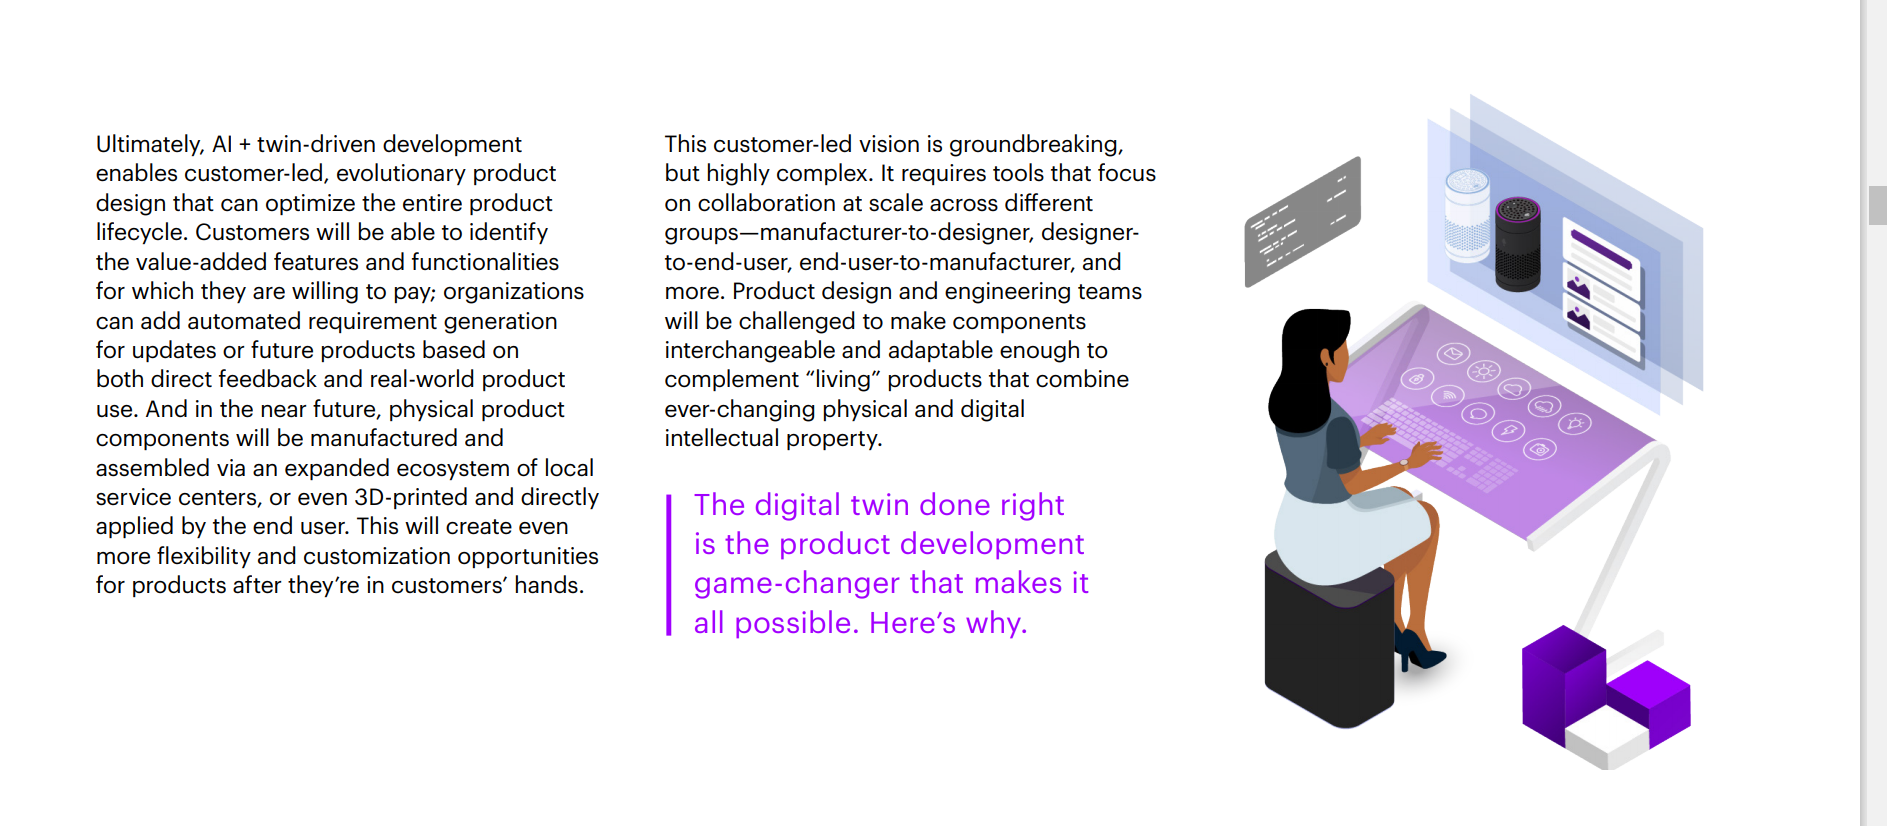 Ultimately, AI + twin-driven development
enables customer-led, evolutionary product
design that can optimize the entire product
lifecycle. Customers will be able to identify
the value-added features and functionalities
for which they are willing to pay; organizations
can add automated requirement generation
for updates or future products based on
both direct feedback and real-world product
use. And in the near future, physical product
components will be manufactured and
assembled via an expanded ecosystem of local
service centers, or even 3D-printed and directly
applied by the end user. This will create even
more flexibility and customization opportunities
for products after they’re in customers’ hands.
This customer-led vision is groundbreaking,
but highly complex. It requires tools that focus
on collaboration at scale across different
groups—manufacturer-to-designer, designer-
to-end-user, end-user-to-manufacturer, and
more. Product design and engineering teams
will be challenged to make components
interchangeable and adaptable enough to
complement “living” products that combine
ever-changing physical and digital
intellectual property.
The digital twin done right
is the product development
game-changer that makes it
all possible. Here’s why.